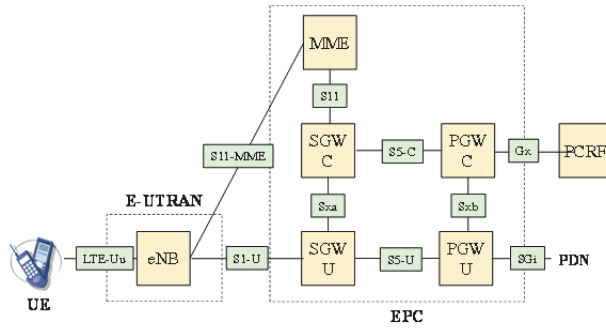 MME
S11
S11-MME
SGW
C
S5-C
PGW
C
Gx
PCRF
E-UTRAN
Sxa
Sxb
LTE-Uu
eNB
S1-U
SGW
U
S5-U
PGW
U
SGi
PDN
UE
EPC